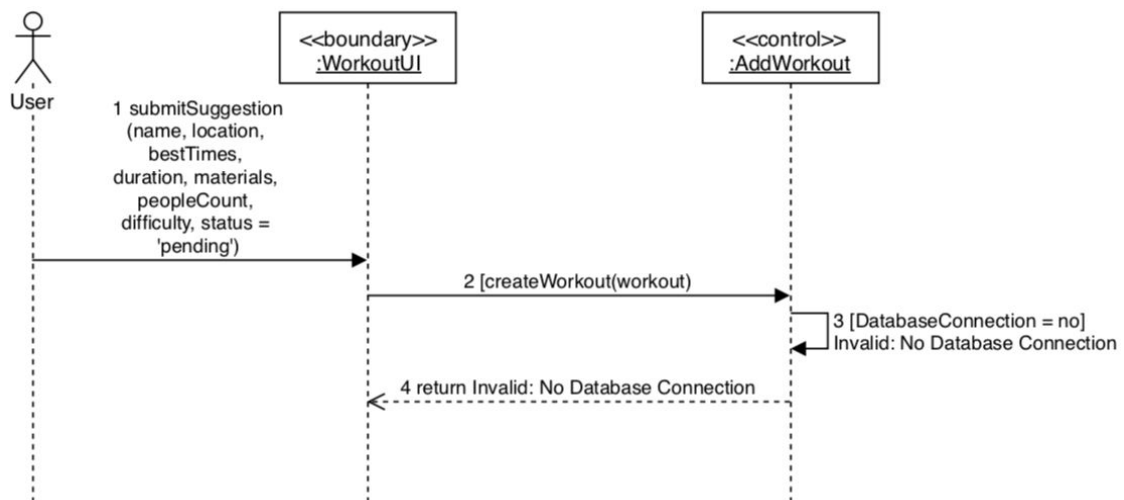 <<boundary>>
:WorkoutUI
<<control>>
:AddWorkout
User
1 submitSuggestion
(name, location,
bestTimes,
duration, materials,
peopleCount,
difficulty, status =
'pending')
2 [createWorkout(workout)
3 [DatabaseConnection = no]
Invalid: No Database Connection
4 return Invalid: No Database Connection